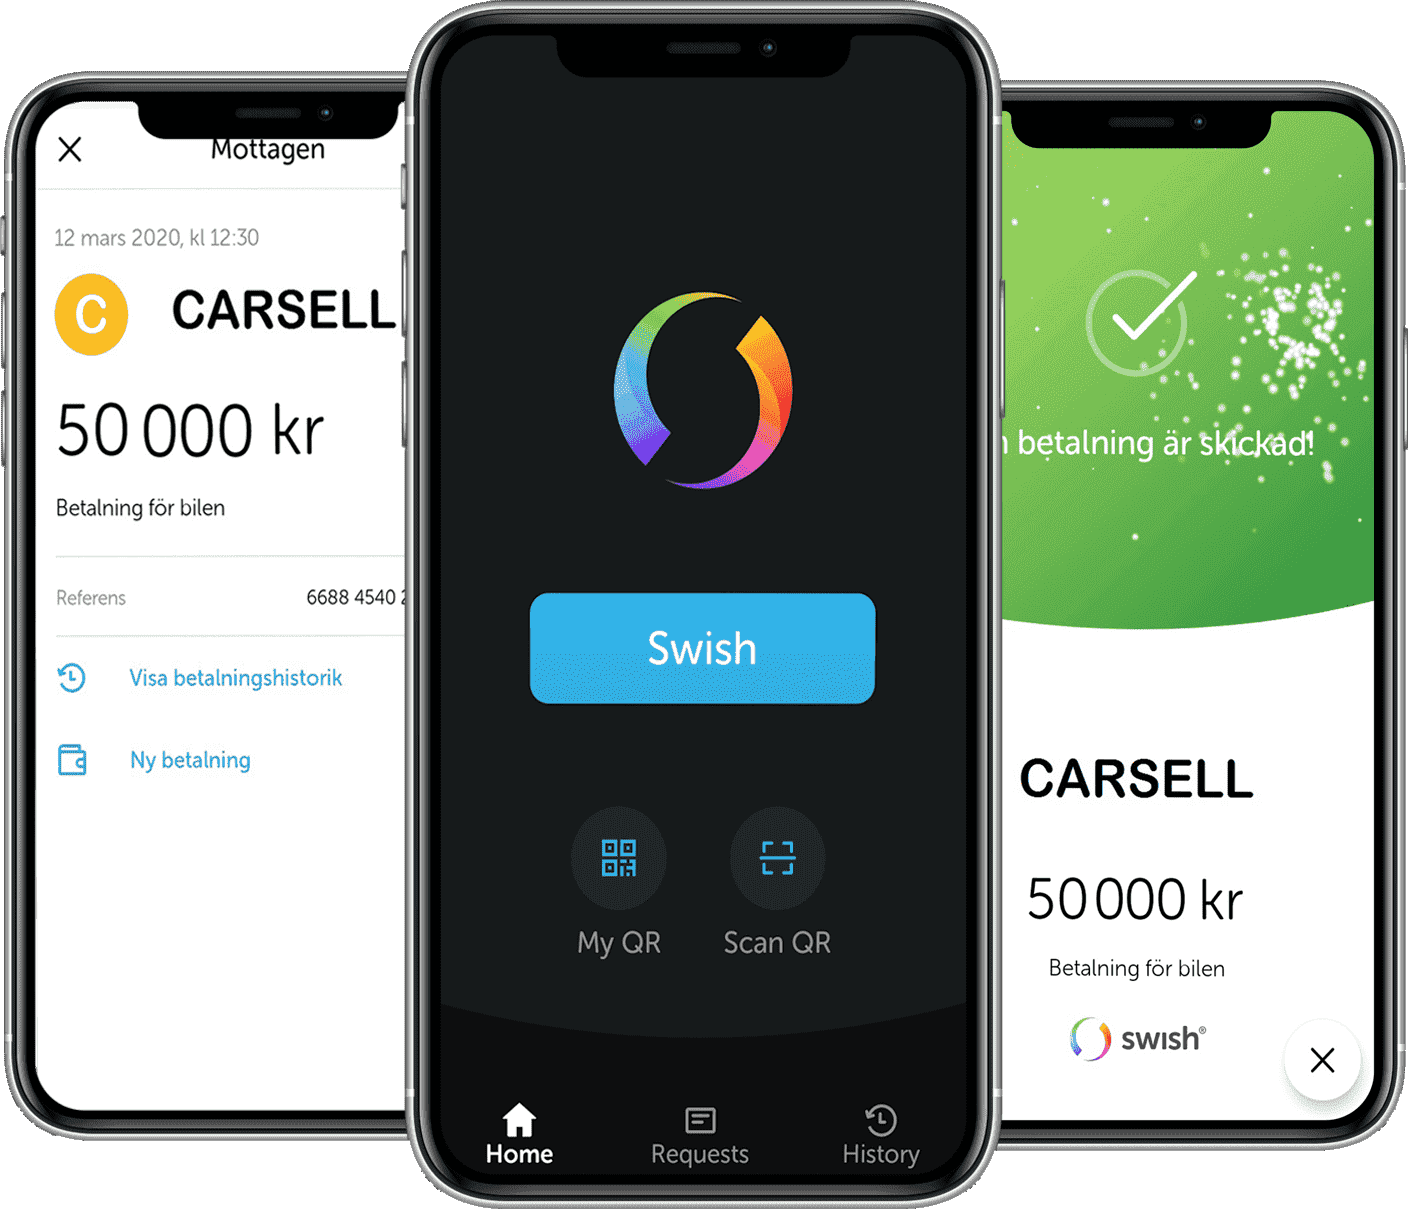 Mottagen
12 mars 2020, kl 12:30
C
CARSELL
50 000 kr
Betalning för bilen
Referens 6688 4540
Visa betalningshistorik
Ny betalning
Swish
My QR Scan QR
Home Requests History
betalning är skickad!
CARSELL
50 000 kr
Betalning för bilen
swish®